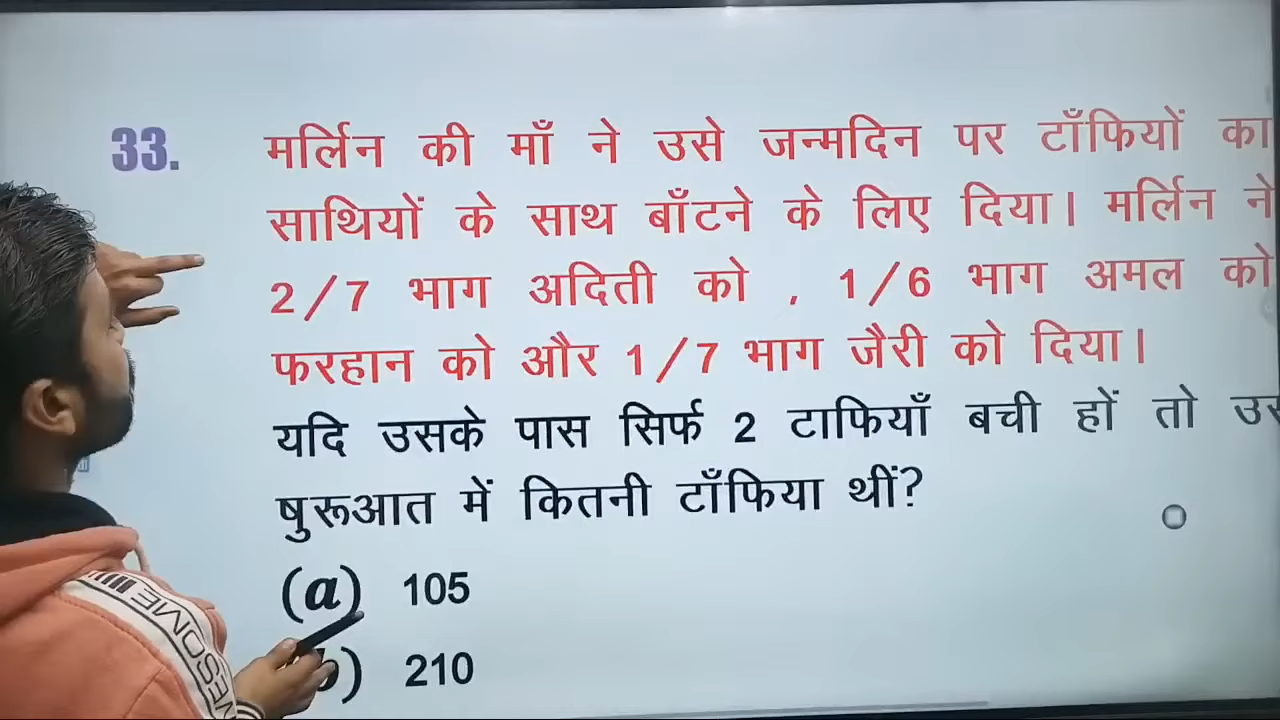 33. मर्लिन की माँ ने उसे जन्मदिन पर टाँफियों का
साथियों के साथ बाँटने के लिए दिया। मर्लिन ने
2/7 भाग अदिती को , 1/6 भाग अमल को
फरहान को और 1/7 भाग जैरी को दिया।
यदि उसके पास सिर्फ 2 टाफियाँ बची हों तो
षुरूआत में कितनी टाँफिया थीं?
(a) 105
b) 210
AWESOME